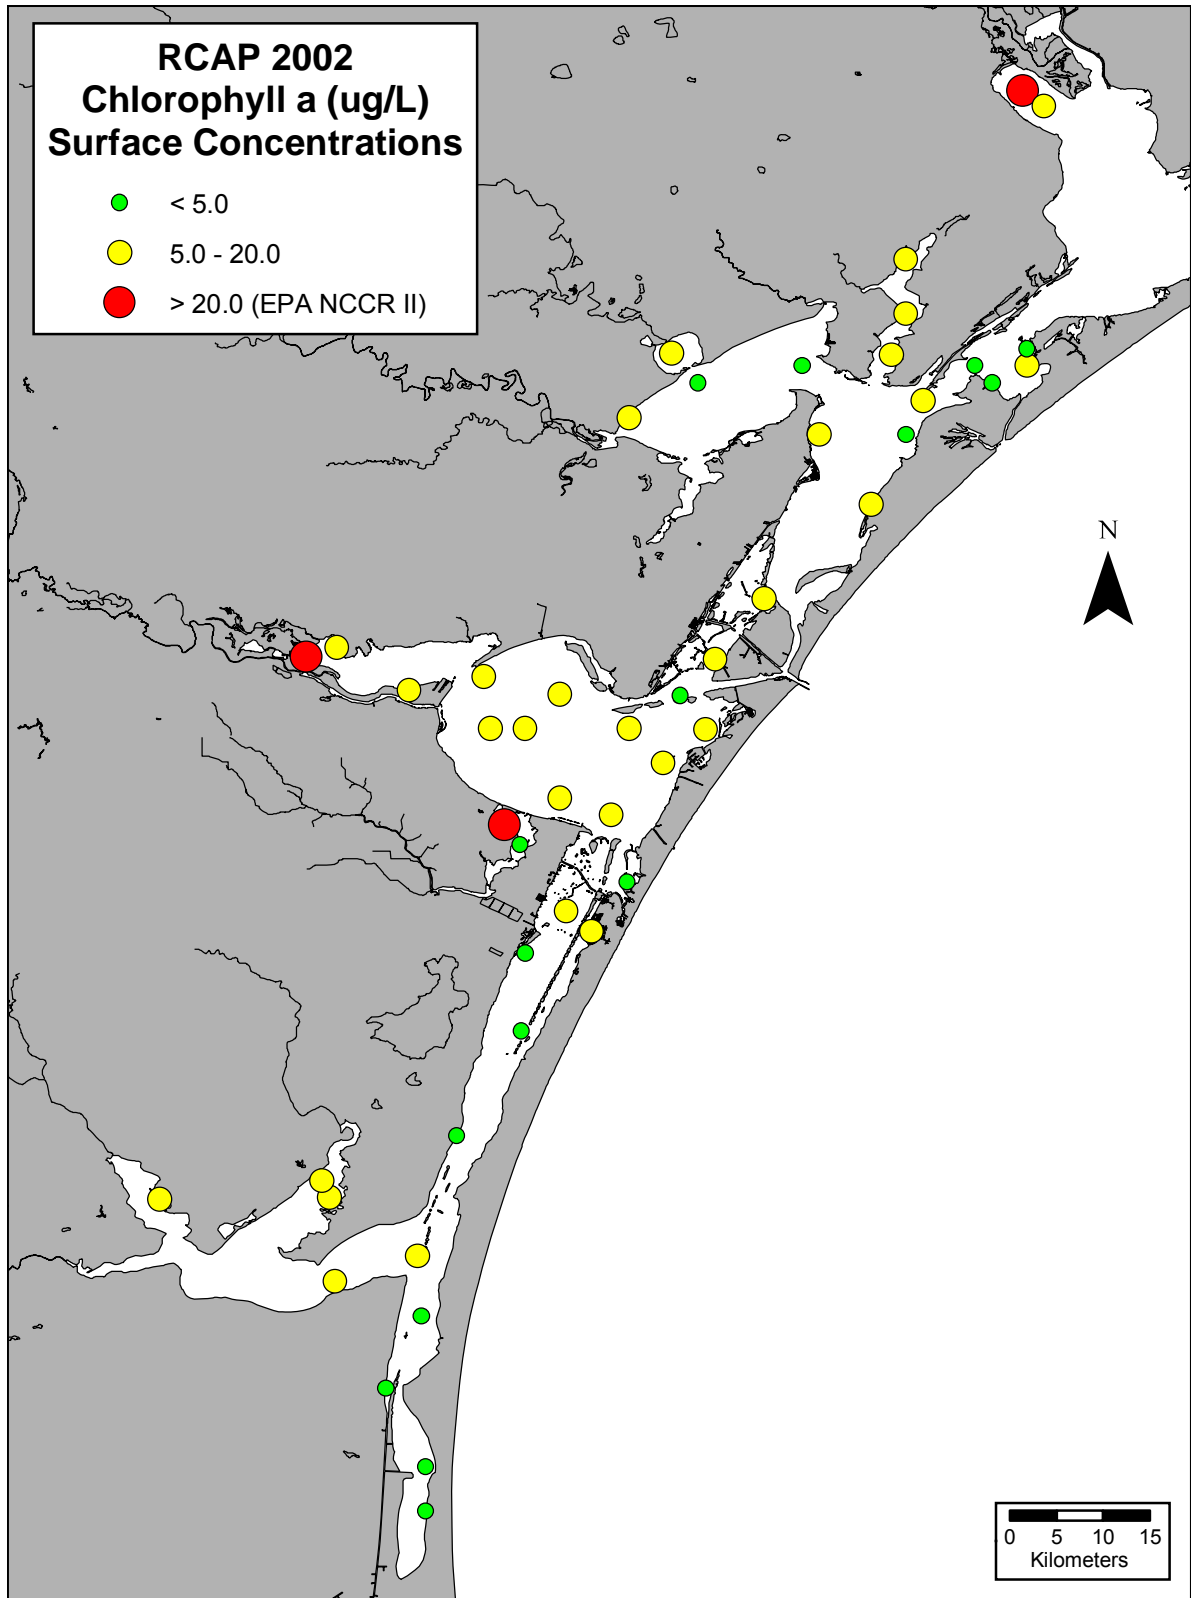 RCAP 2002
Chlorophyll a (ug/L)
Surface Concentrations
< 5.0
5.0 - 20.0
> 20.0 (EPA NCCR II)
N
0 5 10 15
Kilometers